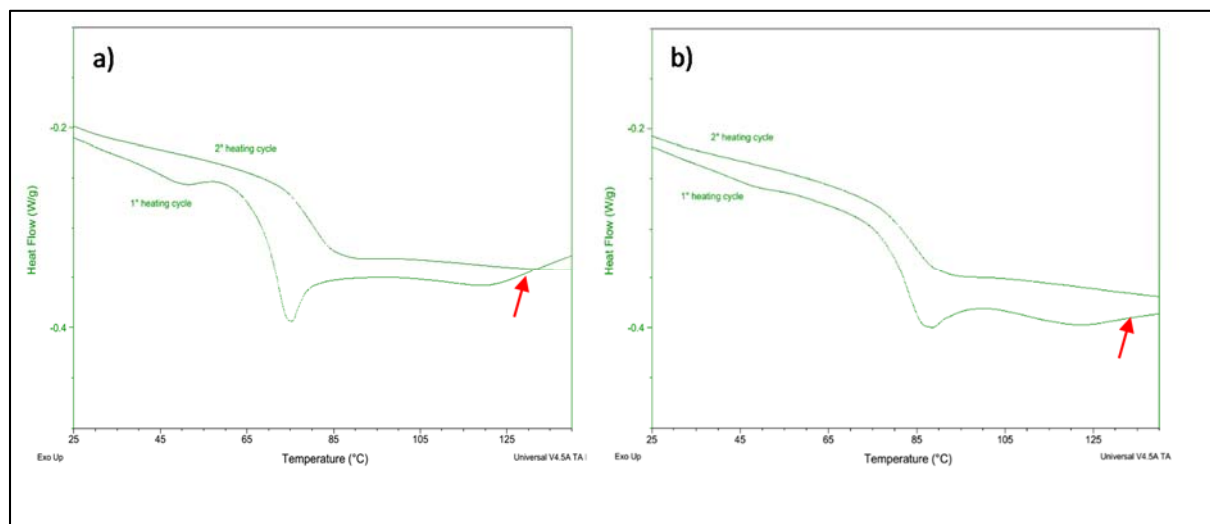 a)
-0.2
2° heating cycle
1° heating cycle
Heat Flow (W/g)
-0.4
25 45 65 85 105 125
Exo Up
Temperature (°C)
Universal V4.5A TA
b)
-0.2
2° heating cycle
1° heating cycle
Heat Flow (W/g)
-0.4
25 45 65 85 105 125
Exo Up
Temperature (°C)
Universal V4.5A TA